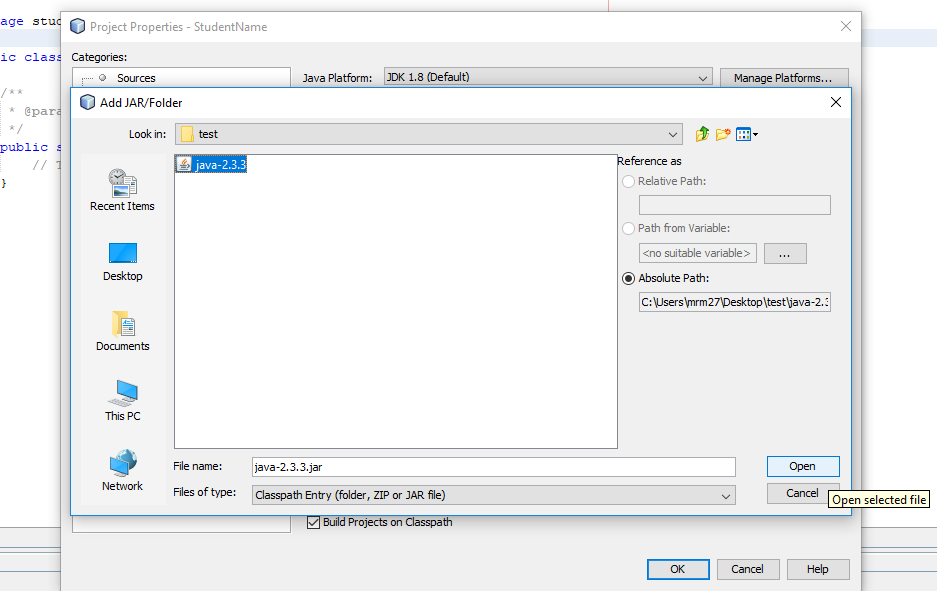 age stud
Project Properties - StudentName
ic class
Categories:
Sources
Java Platform:
JDK 1.8 (Default)
Manage Platforms...
/**
* @para
*/
public s
// T
}
Add JAR/Folder
Look in:
test
java-2.3.3
Recent Items
Desktop
Documents
This PC
Network
Reference as
Relative Path:
Path from Variable:
<no suitable variable>
...
Absolute Path:
C:\Users\mrm27\Desktop\test\java-2.3
File name:
java-2.3.3.jar
Open
Files of type:
Classpath Entry (folder, ZIP or JAR file)
Cancel
Open selected file
Build Projects on Classpath
OK
Cancel
Help